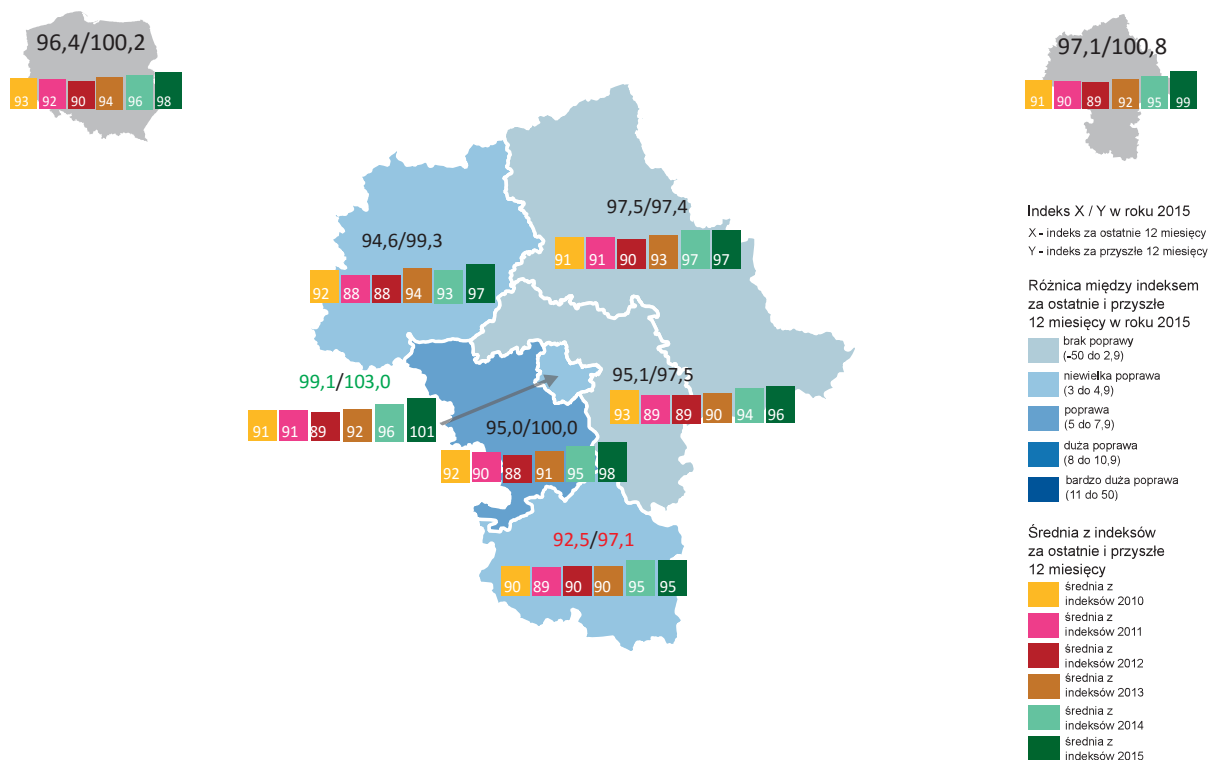 96,4/100,2
93 92 90 94 96 98
97,1/100,8
91 90 89 92 95 99
97,5/97,4
91 91 90 93 97 97
94,6/99,3
92 88 88 94 93 97
99,1/103,0
91 91 89 92 96 101
95,1/97,5
93 89 89 90 94 96
95,0/100,0
92 90 88 91 95 98
92,5/97,1
90 89 90 90 95 95
Indeks X / Y w roku 2015
X - indeks za ostatnie 12 miesięcy
Y - indeks za przyszłe 12 miesięcy
Różnica między indeksem
za ostatnie i przyszłe
12 miesięcy w roku 2015
brak poprawy
(-50 do 2,9)
niewielka poprawa
(3 do 4,9)
poprawa
(5 do 7,9)
duża poprawa
(8 do 10,9)
bardzo duża poprawa
(11 do 50)
Średnia z indeksów
za ostatnie i przyszłe
12 miesięcy
średnia z
indeksów 2010
średnia z
indeksów 2011
średnia z
indeksów 2012
średnia z
indeksów 2013
średnia z
indeksów 2014
średnia z
indeksów 2015